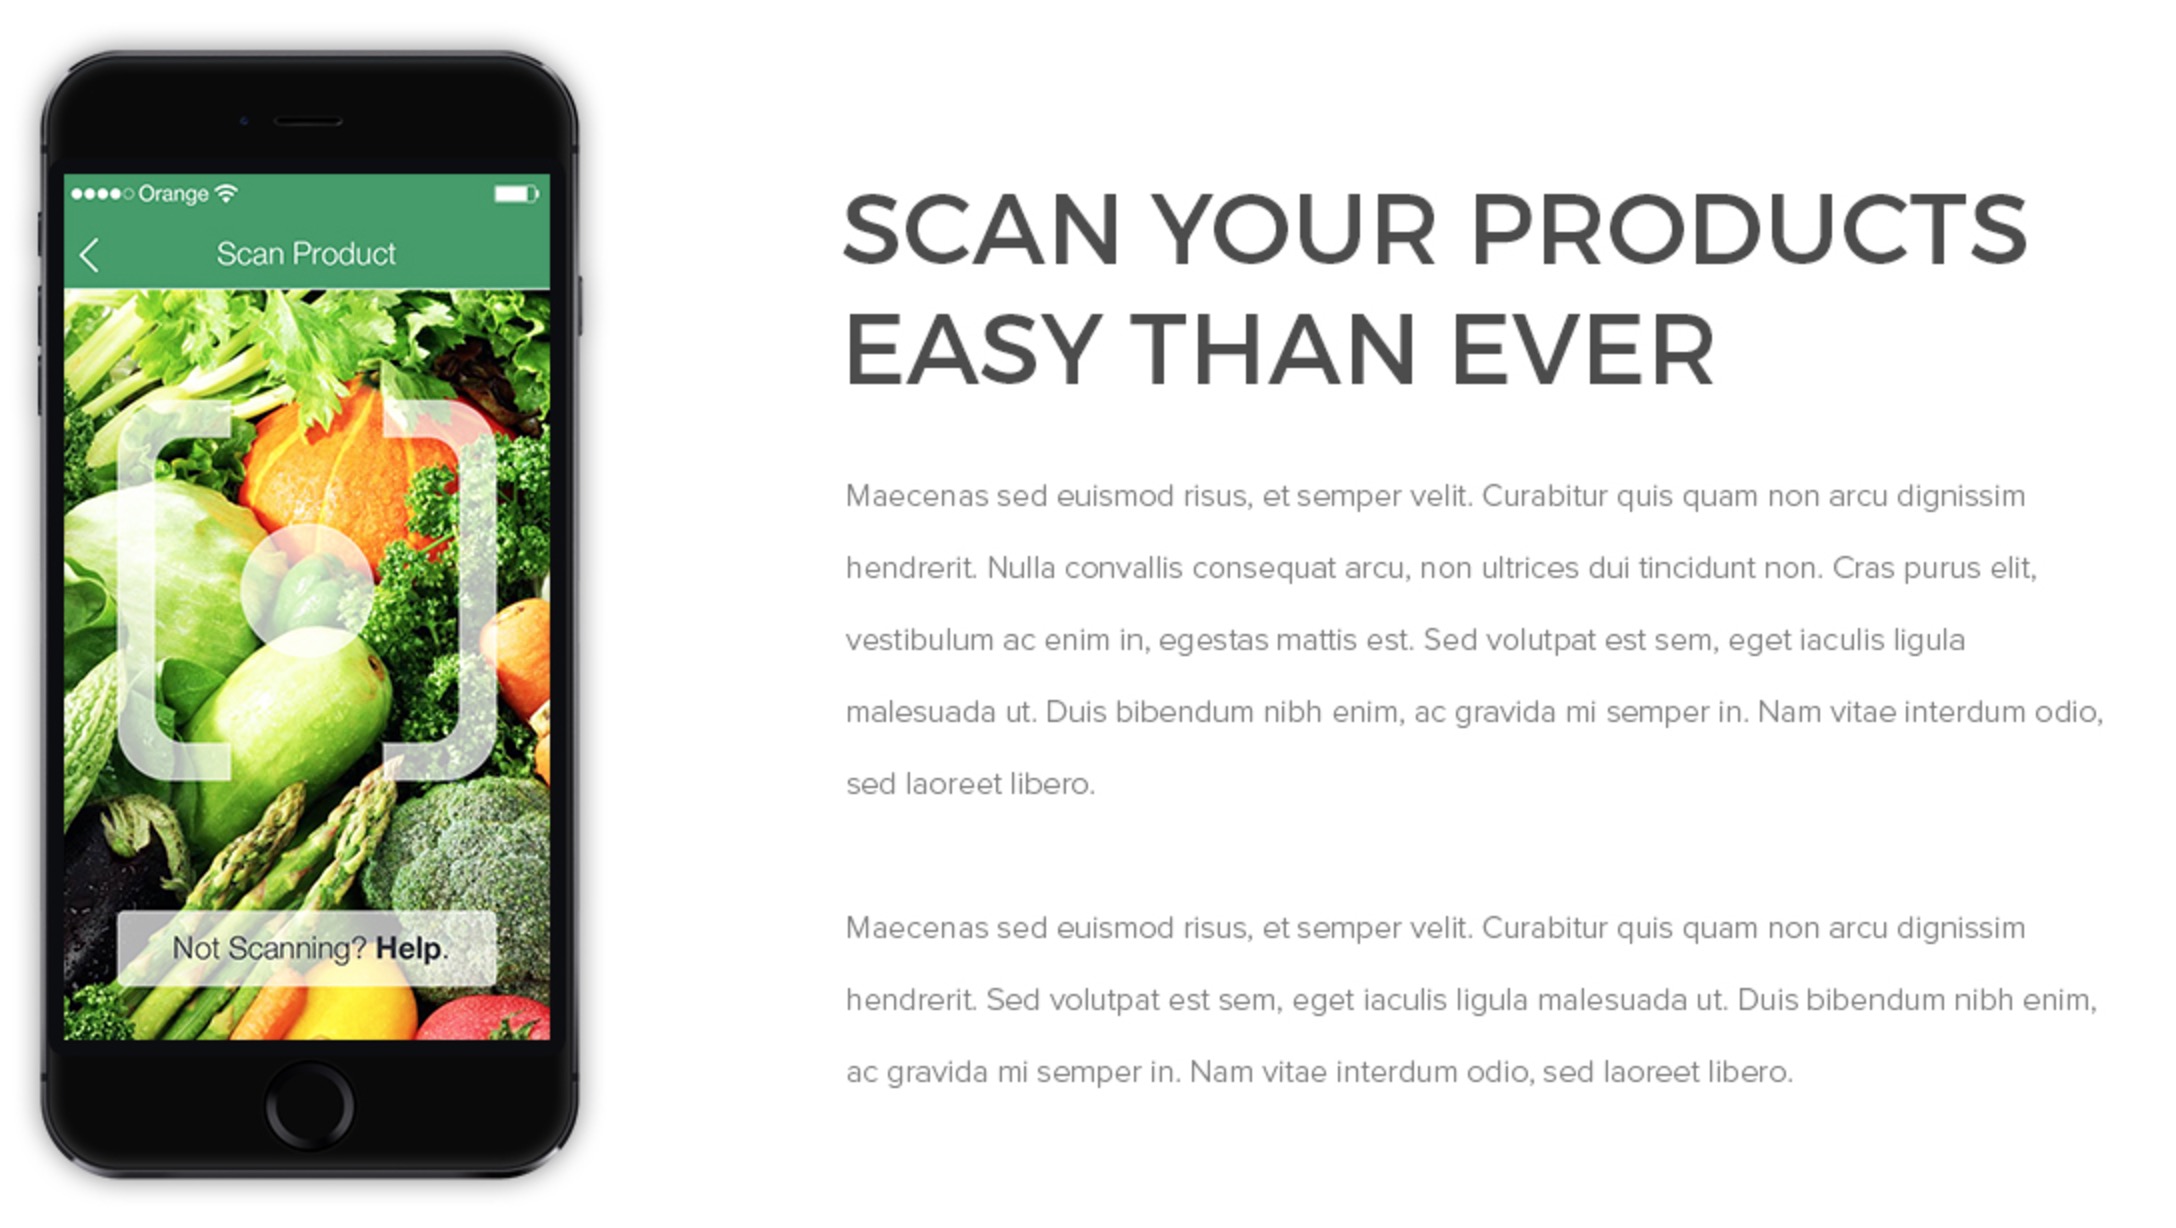 Orange
Scan Product
Not Scanning? Help.
SCAN YOUR PRODUCTS
EASY THAN EVER
Maecenas sed euismod risus, et semper velit. Curabitur quis quam non arcu dignissim
hendrerit. Nulla convallis consequat arcu, non ultrices dui tincidunt non. Cras purus elit,
vestibulum ac enim in, egestas mattis est. Sed volutpat est sem, eget iaculis ligula
malesuada ut. Duis bibendum nibh enim, ac gravida mi semper in. Nam vitae interdum odio,
sed laoreet libero.
Maecenas sed euismod risus, et semper velit. Curabitur quis quam non arcu dignissim
hendrerit. Sed volutpat est sem, eget iaculis ligula malesuada ut. Duis bibendum nibh enim,
ac gravida mi semper in. Nam vitae interdum odio, sed laoreet libero.